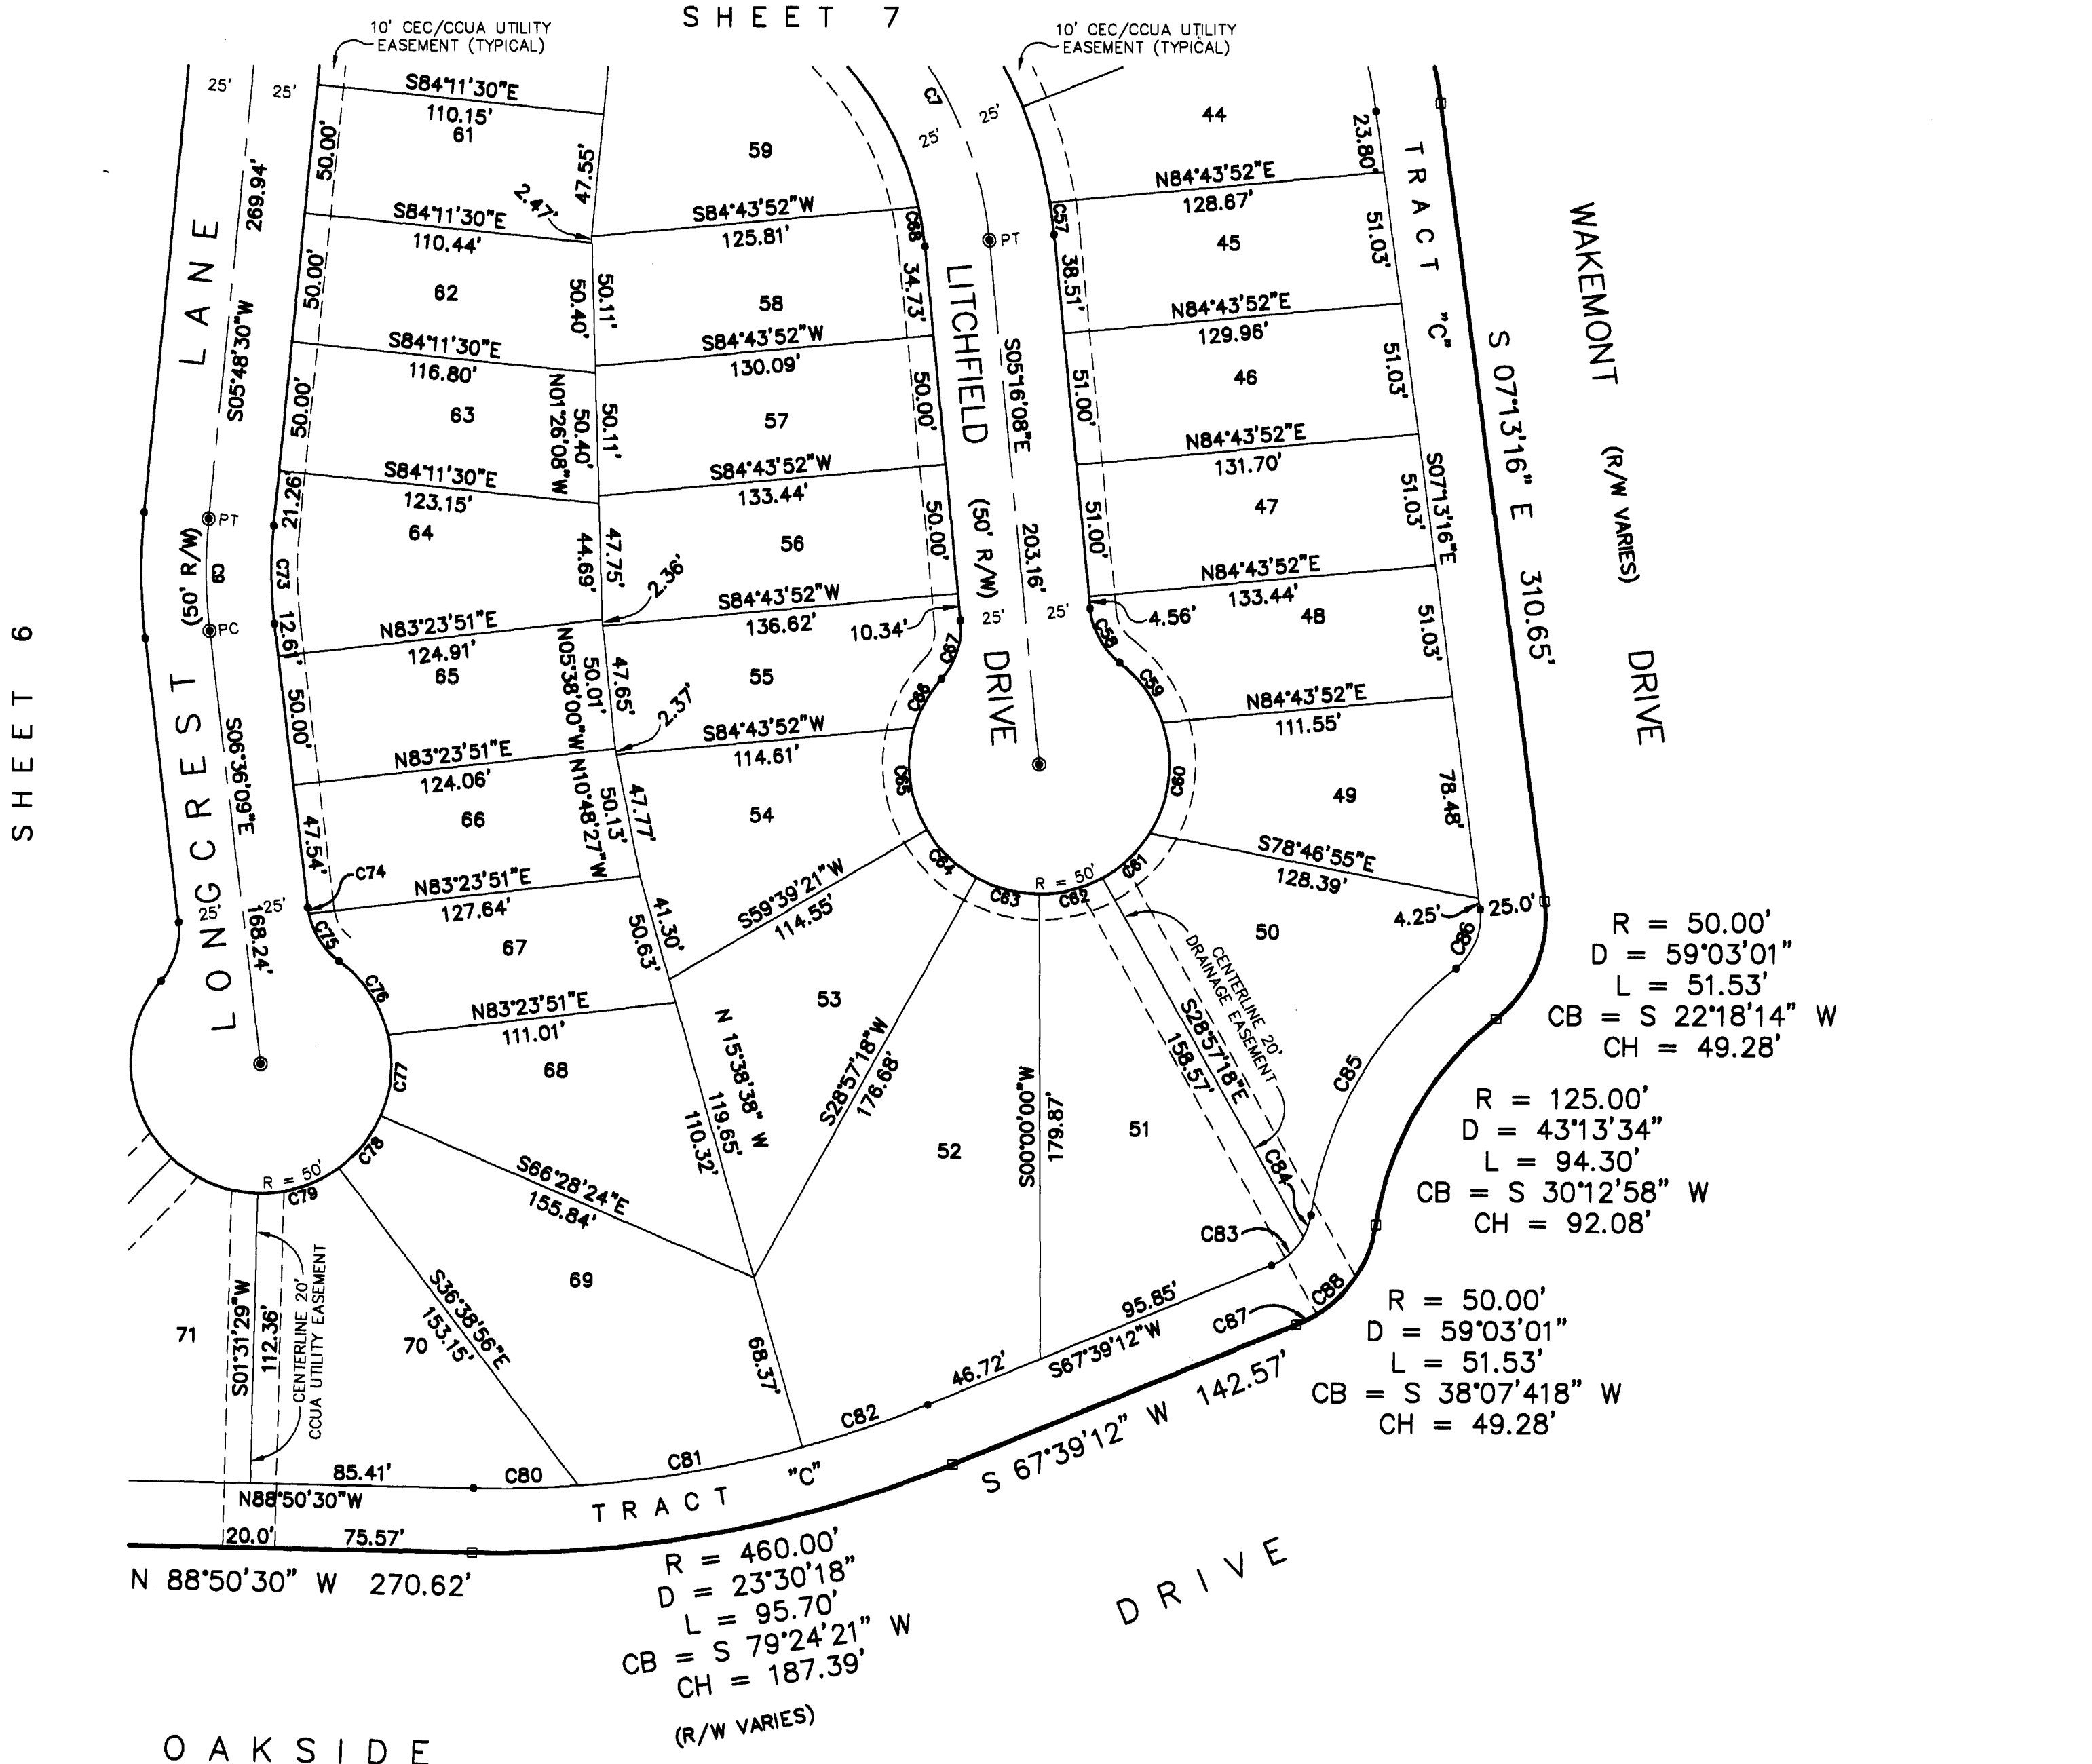 SHEET 7
10' CEC/CCUA UTILITY
EASEMENT (TYPICAL)
10' CEC/CCUA UTILITY
EASEMENT (TYPICAL)
SHEET 6
LONGCREST LANE
(50' R/W)
25'
25'
269.94'
S05°48'30"W
PT
C9
PC
S06°36'09"E
168.24'
25'
25'
R = 50'
50.00'
50.00'
50.00'
21.26'
C73
12.61'
50.00'
47.54'
C74
C75
C76
C77
C78
C79
S84°11'30"E
110.15'
61
S84°11'30"E
110.44'
62
S84°11'30"E
116.80'
63
S84°11'30"E
123.15'
64
N83°23'51"E
124.91'
65
N83°23'51"E
124.06'
66
N83°23'51"E
127.64'
67
N83°23'51"E
111.01'
68
S66°28'24"E
155.84'
69
S36°38'56"E
153.15'
70
71
S01°31'29"W
112.36'
CENTERLINE 20'
CCUA UTILITY EASEMENT
47.55'
2.47'
50.11'
50.40'
N01°26'08"W
50.40'
50.11'
47.75'
44.69'
2.36'
N05°38'00"W
50.01'
47.65'
2.37'
N10°48'27"W
50.13'
47.77'
41.30'
50.63'
N 15°38'38" W
119.65'
110.32'
68.37'
59
S84°43'52"W
125.81'
58
S84°43'52"W
130.09'
57
S84°43'52"W
133.44'
56
S84°43'52"W
136.62'
55
S84°43'52"W
114.61'
54
S59°39'21"W
114.55'
53
S28°57'18"W
176.68'
52
S00°00'00"W
179.87'
51
S28°57'18"E
158.57'
CENTERLINE 20'
DRAINAGE EASEMENT
50
LITCHFIELD DRIVE
(50' R/W)
C7
25'
25'
PT
S05°16'08"E
203.16'
25'
25'
R = 50'
C68
34.73'
50.00'
50.00'
10.34'
C67
C66
C65
C64
C63
C62
C61
C60
C59
C58
4.56'
C57
38.51'
51.00'
51.00'
44
N84°43'52"E
128.67'
45
N84°43'52"E
129.96'
46
N84°43'52"E
131.70'
47
N84°43'52"E
133.44'
48
N84°43'52"E
111.55'
49
S78°46'55"E
128.39'
23.80'
51.03'
51.03'
S07°13'16"E
51.03'
51.03'
78.48'
4.25'
25.0'
TRACT "C"
S 07°13'16" E 310.65'
WAKEMONT DRIVE
(R/W VARIES)
C86
C85
C84
C83
C88
C87
R = 50.00'
D = 59°03'01"
L = 51.53'
CB = S 22°18'14" W
CH = 49.28'
R = 125.00'
D = 43°13'34"
L = 94.30'
CB = S 30°12'58" W
CH = 92.08'
R = 50.00'
D = 59°03'01"
L = 51.53'
CB = S 38°07'418" W
CH = 49.28'
95.85'
46.72'
S67°39'12"W
S 67°39'12" W 142.57'
C82
C81
C80
TRACT "C"
85.41'
N88°50'30"W
20.0'
75.57'
N 88°50'30" W 270.62'
R = 460.00'
D = 23°30'18"
L = 95.70'
CB = S 79°24'21" W
CH = 187.39'
(R/W VARIES)
OAKSIDE DRIVE